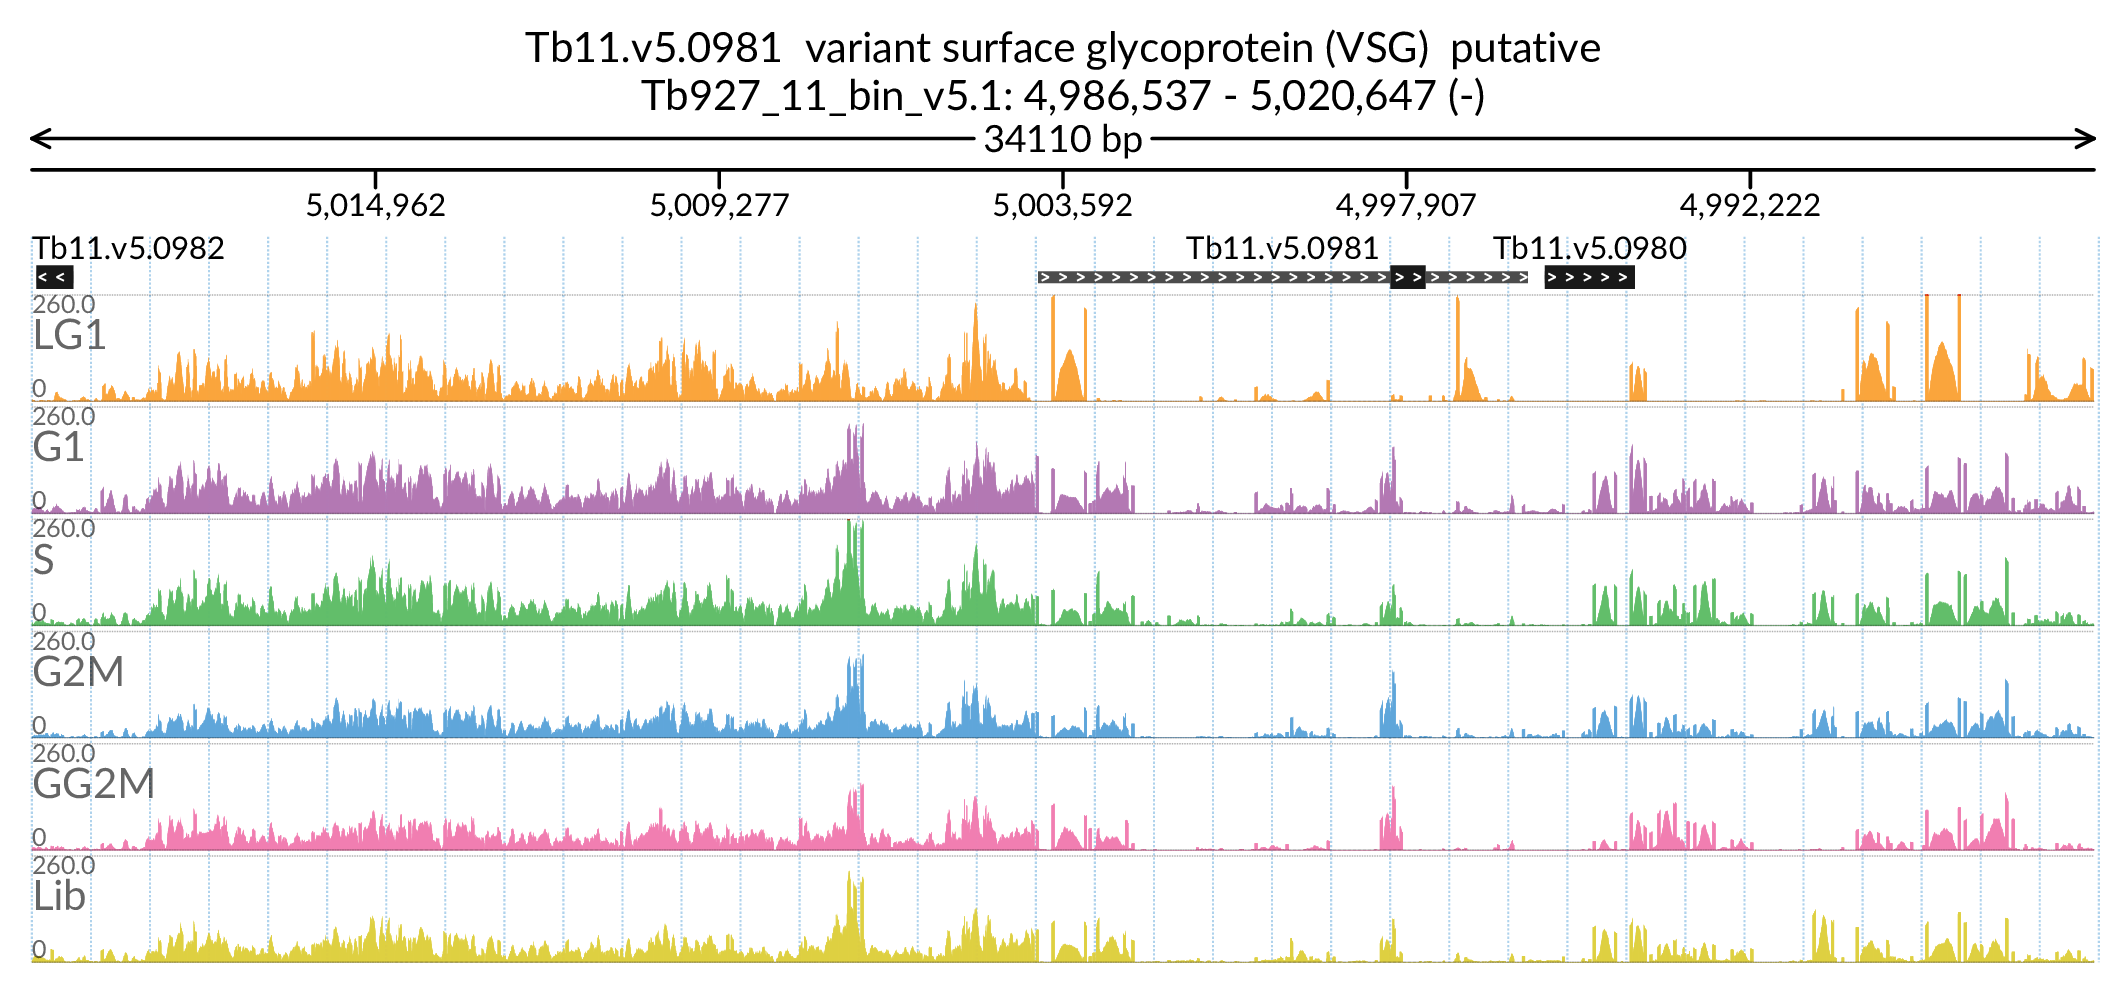 Tb11.v5.0981 variant surface glycoprotein (VSG) putative
Tb927_11_bin_v5.1: 4,986,537 - 5,020,647 (-)
34110 bp
5,014,962 5,009,277 5,003,592 4,997,907 4,992,222
Tb11.v5.0982 Tb11.v5.0981 Tb11.v5.0980
260.0
LG1
0
260.0
G1
0
260.0
S
0
260.0
G2M
0
260.0
GG2M
0
260.0
Lib
0